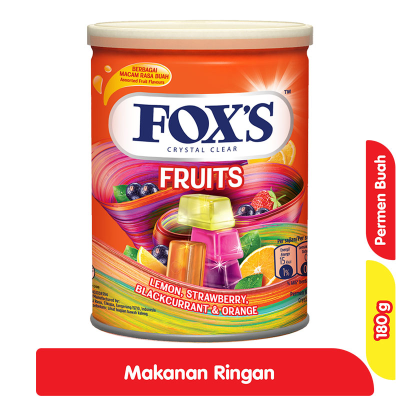 BERBAGAI
MACAM RASA BUAH
Assorted Fruit Flavours
TM
FOX'S
CRYSTAL CLEAR
FRUITS
LEMON, STRAWBERRY,
BLACKCURRANT & ORANGE
Permen Buah
180 g
Makanan Ringan